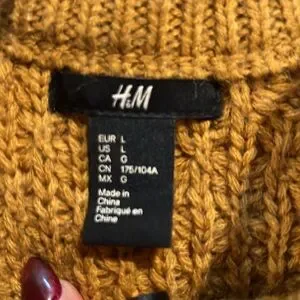 H&M
EUR L
US L
CA G
CN 175/104A
MX G
Made in
China
Fabriqué en
Chine